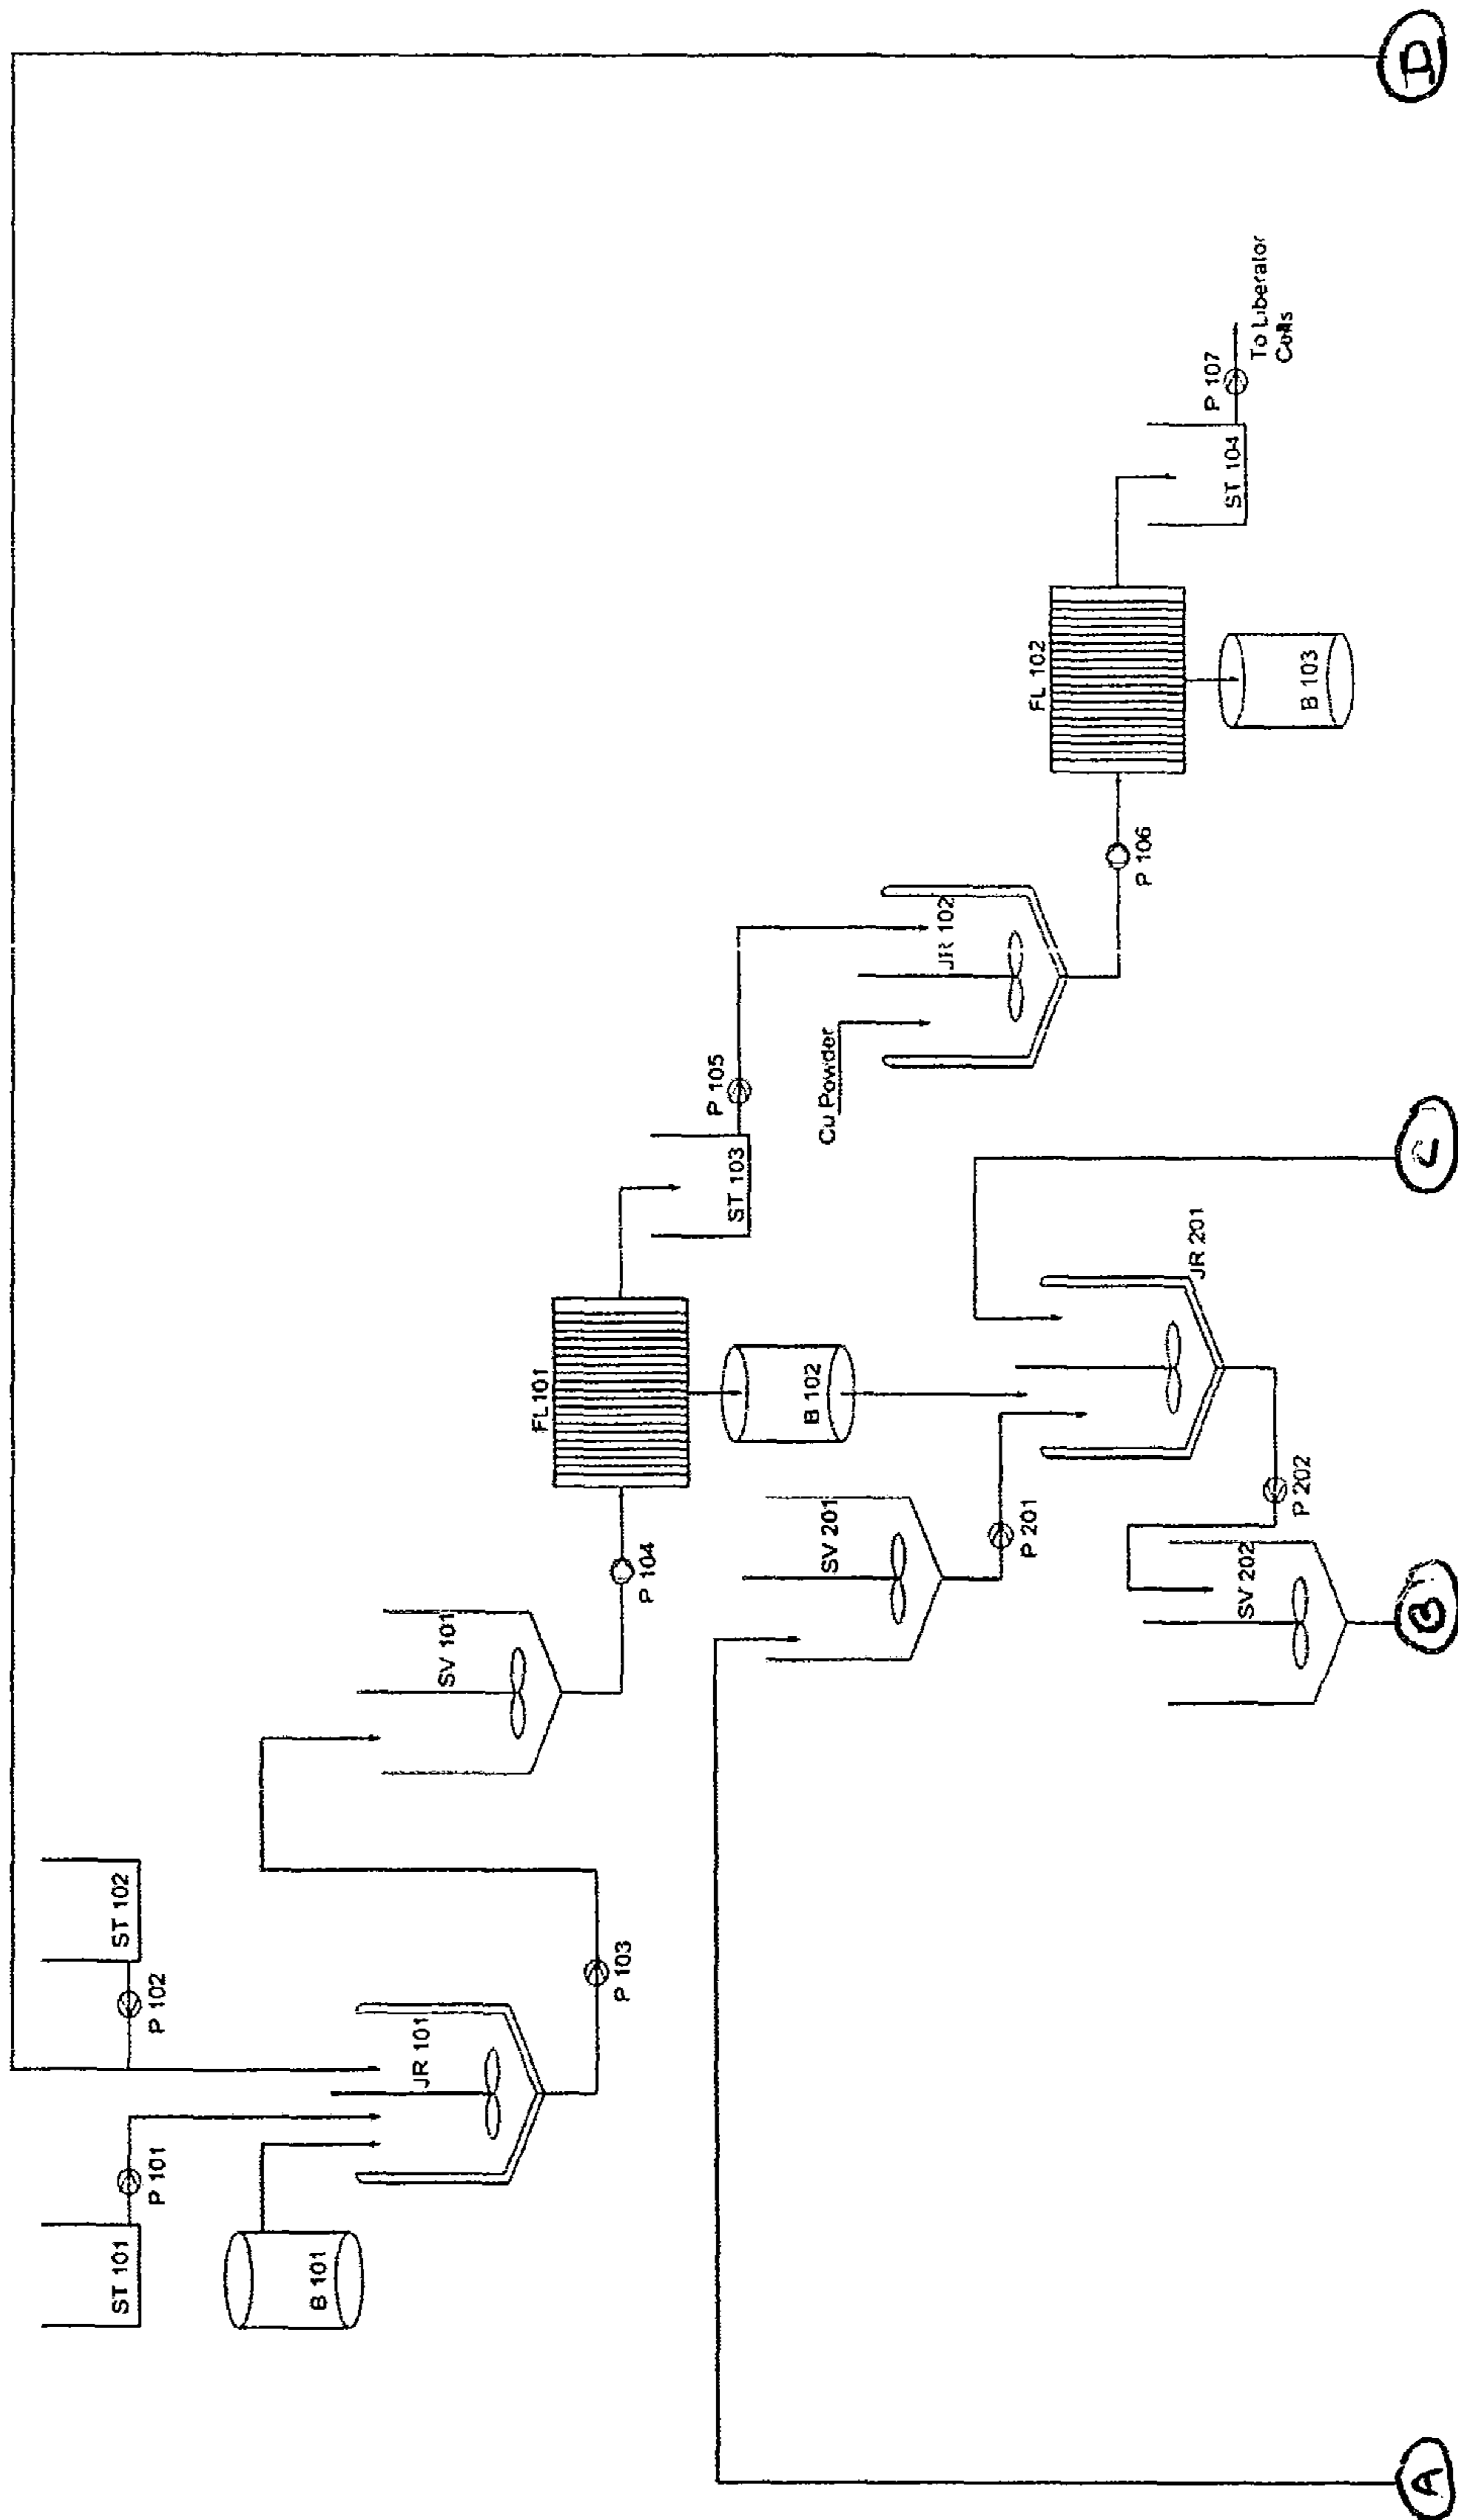 ST 101
P 101
P 102
ST 102
B 101
JR 101
P 103
SV 101
P 104
FL 101
B 102
ST 103
P 105
Cu Powder
JR 102
P 106
FL 102
B 103
ST 104
P 107
To Liberator
SV 201
P 201
JR 201
P 202
SV 202
A
B
C
D